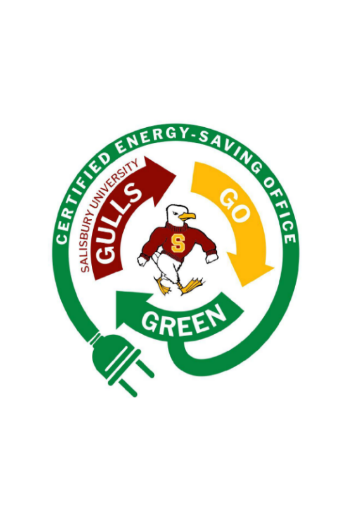 CERTIFIED ENERGY-SAVING OFFICE
SALISBURY UNIVERSITY
GULLS
GO
GREEN
S